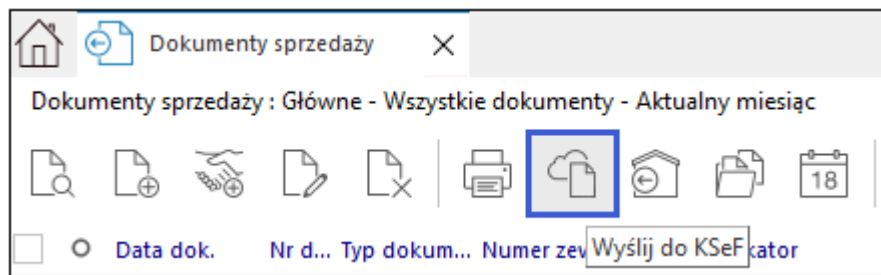 Dokumenty sprzedaży
Dokumenty sprzedaży : Główne - Wszystkie dokumenty - Aktualny miesiąc
18
Data dok. Nr d... Typ dokum... Numer zew Wyślij do KSeF kator